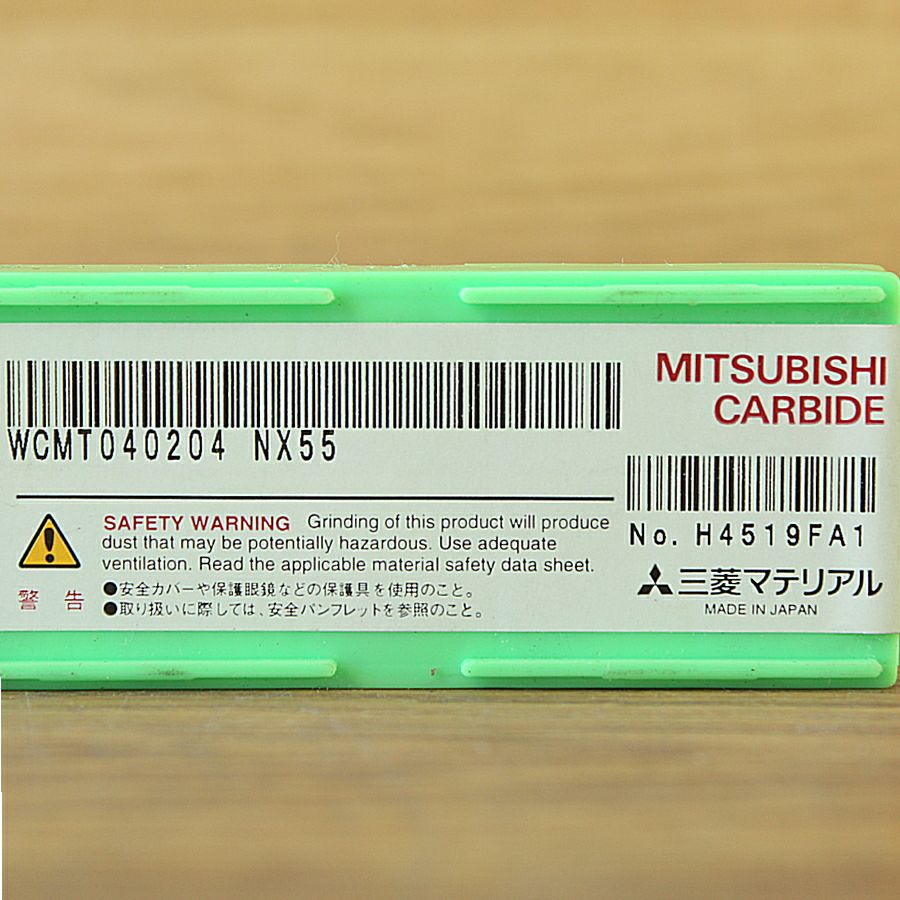 WCMT040204 NX55
MITSUBISHI
CARBIDE
No. H4519FA1
三菱マテリアル
MADE IN JAPAN
SAFETY WARNING Grinding of this product will produce
dust that may be potentially hazardous. Use adequate
ventilation. Read the applicable material safety data sheet.
警告
●安全カバーや保護眼鏡などの保護具を使用のこと。
●取り扱いに際しては、安全パンフレットを参照のこと。